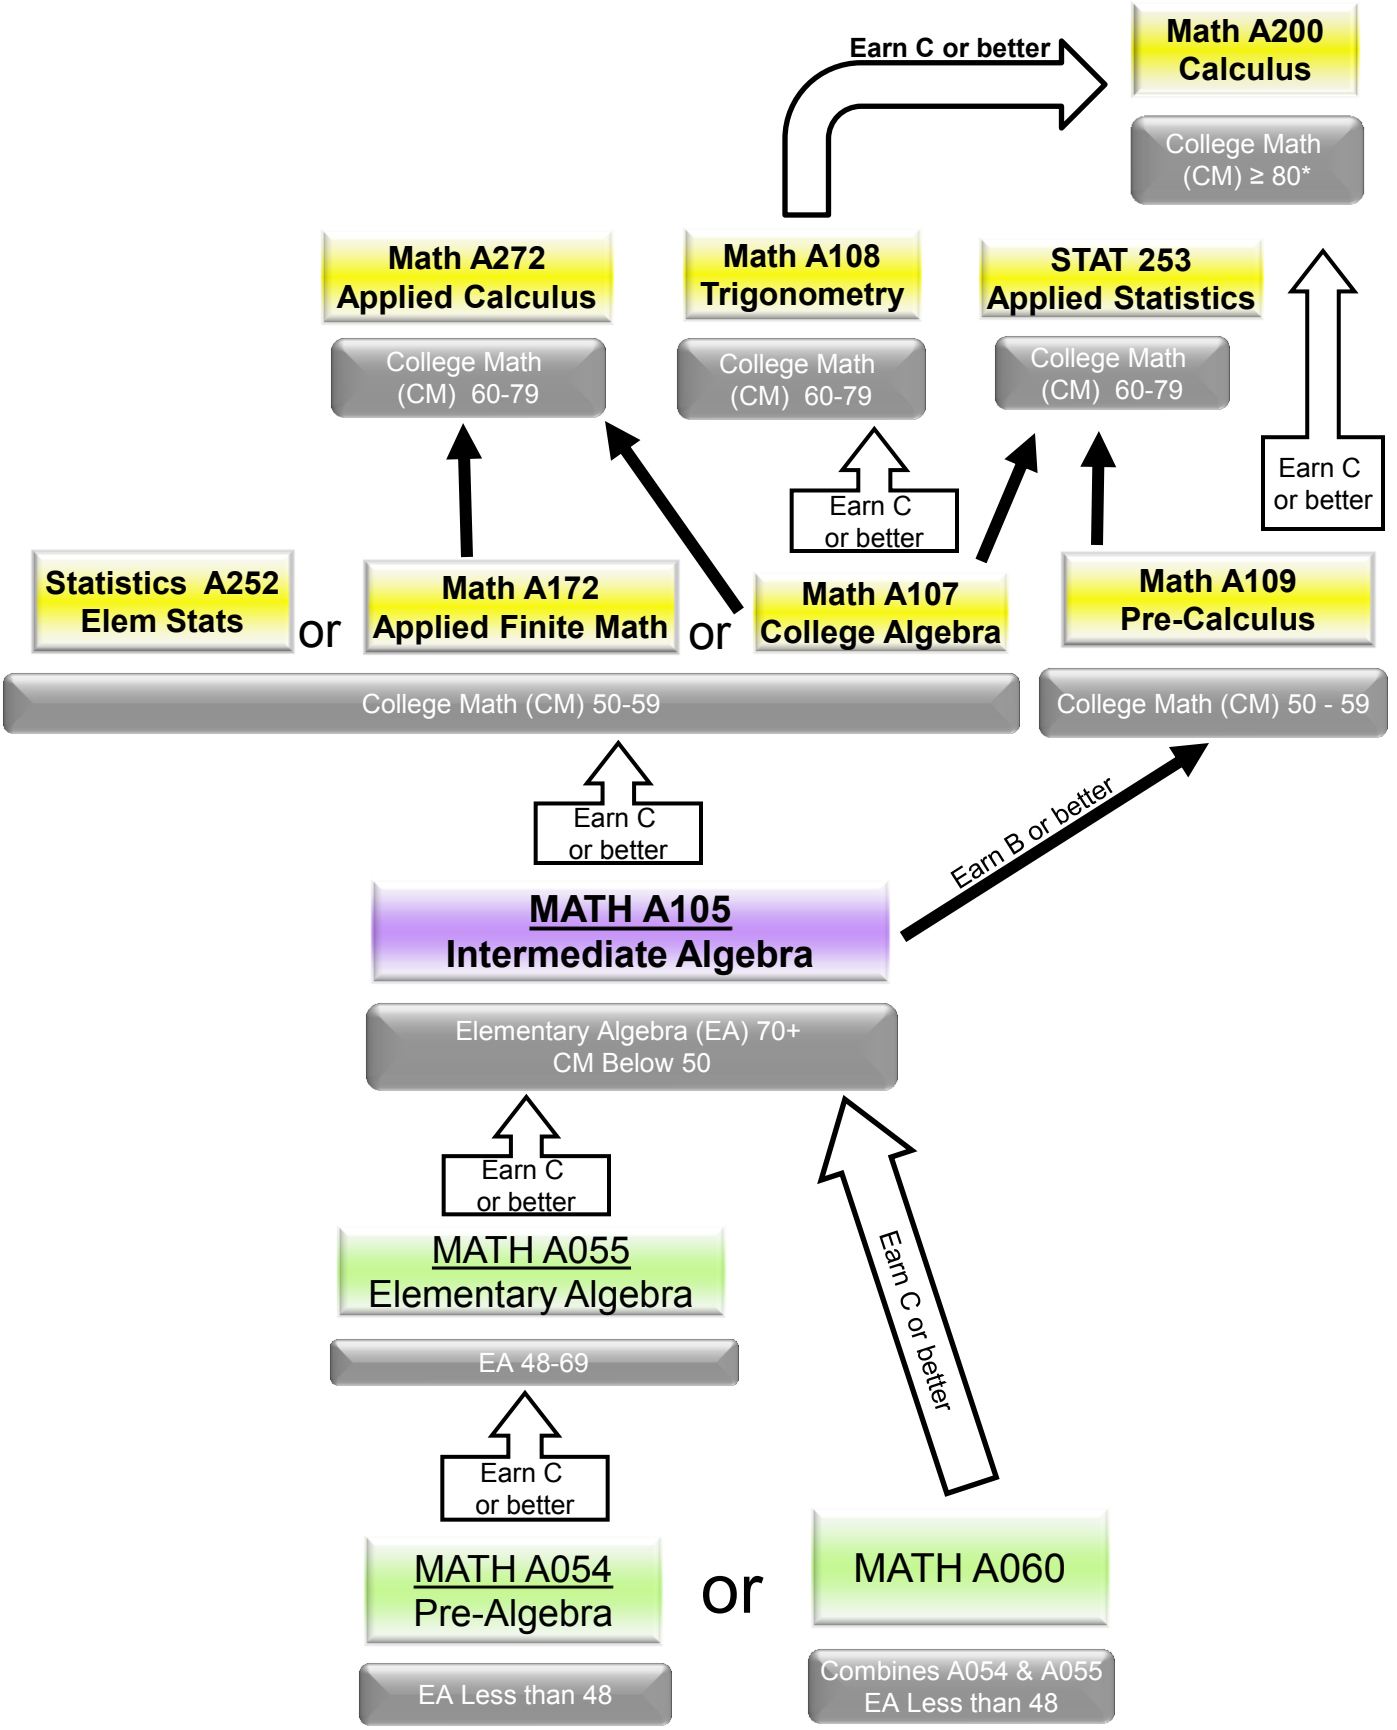 Earn C or better
Math A200
Calculus
College Math
(CM) ≥ 80*
Math A272
Applied Calculus
College Math
(CM) 60-79
Math A108
Trigonometry
College Math
(CM) 60-79
STAT 253
Applied Statistics
College Math
(CM) 60-79
Earn C
or better
Earn C
or better
Statistics A252
Elem Stats
or
Math A172
Applied Finite Math
or
Math A107
College Algebra
Math A109
Pre-Calculus
College Math (CM) 50-59
College Math (CM) 50 - 59
Earn C
or better
Earn B or better
MATH A105
Intermediate Algebra
Elementary Algebra (EA) 70+
CM Below 50
Earn C
or better
MATH A055
Elementary Algebra
EA 48-69
Earn C or better
Earn C
or better
MATH A054
Pre-Algebra
or
MATH A060
EA Less than 48
Combines A054 & A055
EA Less than 48